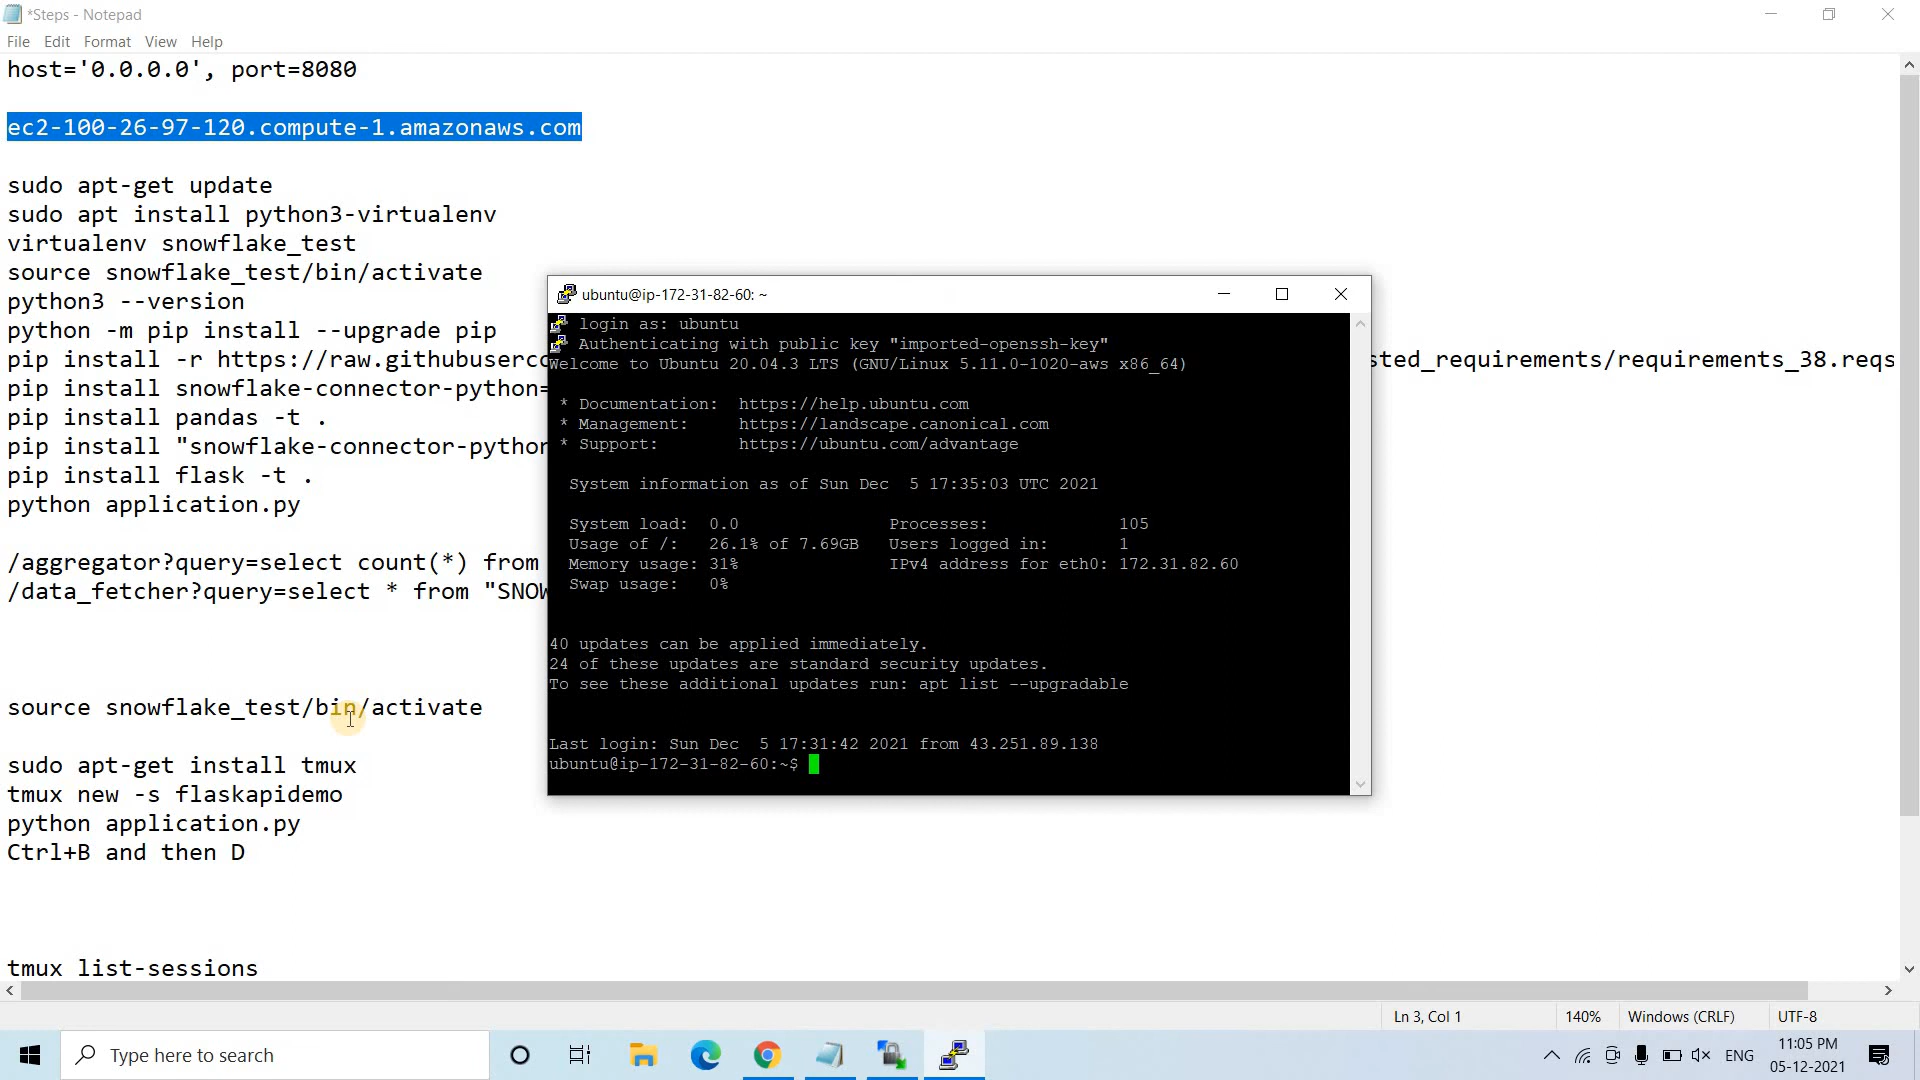 *Steps - Notepad
File Edit Format View Help
host='0.0.0.0', port=8080
ec2-100-26-97-120.compute-1.amazonaws.com
sudo apt-get update
sudo apt install python3-virtualenv
virtualenv snowflake_test
source snowflake_test/bin/activate
python3 --version
python -m pip install --upgrade pip
pip install -r https://raw.githubuserco
sted_requirements/requirements_38.reqs
pip install snowflake-connector-python=
pip install pandas -t .
pip install "snowflake-connector-python
pip install flask -t .
python application.py
/aggregator?query=select count(*) from
/data_fetcher?query=select * from "SNOW
source snowflake_test/bin/activate
sudo apt-get install tmux
tmux new -s flaskapidemo
python application.py
Ctrl+B and then D
tmux list-sessions
ubuntu@ip-172-31-82-60: ~
login as: ubuntu
Authenticating with public key "imported-openssh-key"
Welcome to Ubuntu 20.04.3 LTS (GNU/Linux 5.11.0-1020-aws x86_64)
* Documentation: https://help.ubuntu.com
* Management: https://landscape.canonical.com
* Support: https://ubuntu.com/advantage
System information as of Sun Dec 5 17:35:03 UTC 2021
System load: 0.0 Processes: 105
Usage of /: 26.1% of 7.69GB Users logged in: 1
Memory usage: 31% IPv4 address for eth0: 172.31.82.60
Swap usage: 0%
40 updates can be applied immediately.
24 of these updates are standard security updates.
To see these additional updates run: apt list --upgradable
Last login: Sun Dec 5 17:31:42 2021 from 43.251.89.138
ubuntu@ip-172-31-82-60:~$
Ln 3, Col 1 140% Windows (CRLF) UTF-8
Type here to search
ENG
11:05 PM
05-12-2021